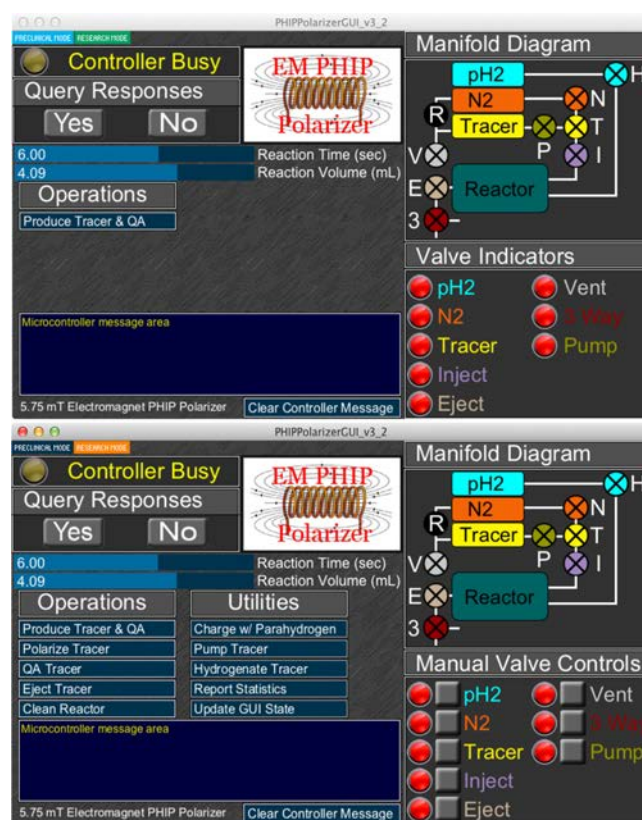 PHIPPolarizerGUI_v3_2
PRECLINICAL MODE RESEARCH MODE
Controller Busy
Query Responses
Yes No
EM PHIP
Polarizer
6.00 Reaction Time (sec)
4.09 Reaction Volume (mL)
Operations
Produce Tracer & QA
Microcontroller message area
5.75 mT Electromagnet PHIP Polarizer
Clear Controller Message
Manifold Diagram
pH2 H
N2 N
R
Tracer T
V P I
E Reactor
3
Valve Indicators
pH2 Vent
N2 3 Way
Tracer Pump
Inject
Eject
PHIPPolarizerGUI_v3_2
PRECLINICAL MODE RESEARCH MODE
Controller Busy
Query Responses
Yes No
EM PHIP
Polarizer
6.00 Reaction Time (sec)
4.09 Reaction Volume (mL)
Operations Utilities
Produce Tracer & QA Charge w/ Parahydrogen
Polarize Tracer Pump Tracer
QA Tracer Hydrogenate Tracer
Eject Tracer Report Statistics
Clean Reactor Update GUI State
Microcontroller message area
5.75 mT Electromagnet PHIP Polarizer
Clear Controller Message
Manifold Diagram
pH2 H
N2 N
R
Tracer T
V P I
E Reactor
3
Manual Valve Controls
pH2 Vent
N2 3 Way
Tracer Pump
Inject
Eject